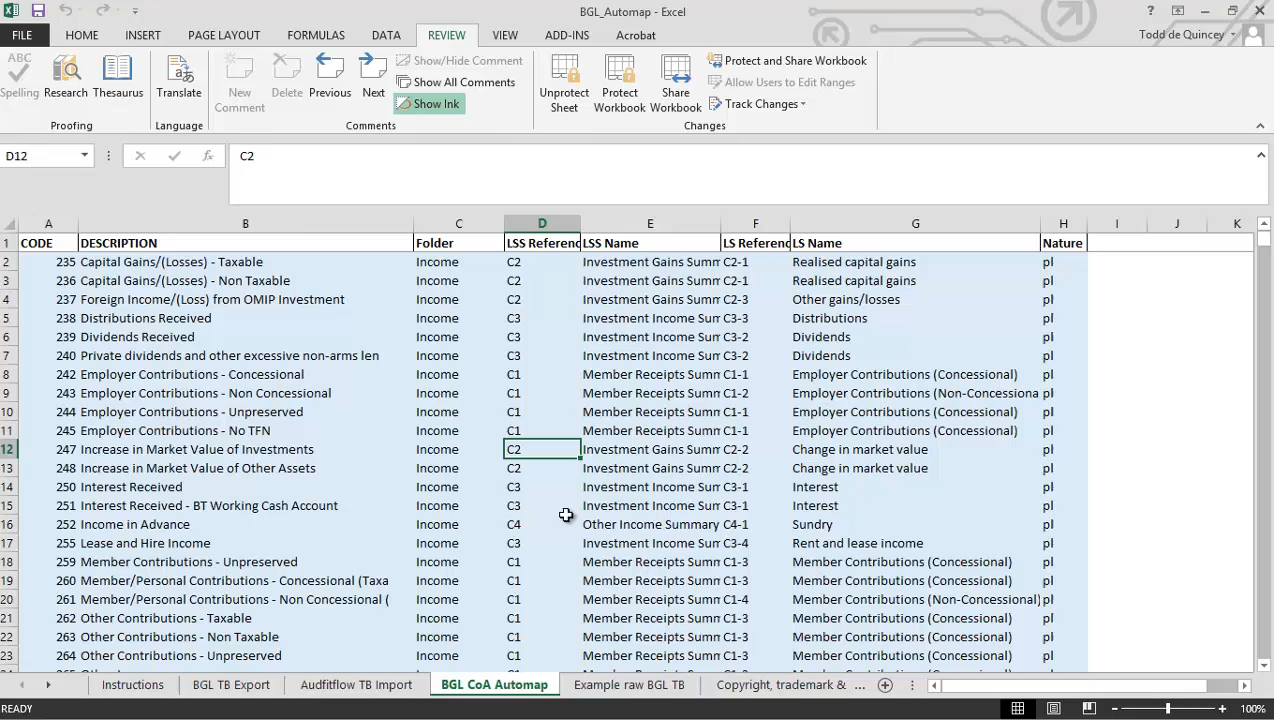 BGL_Automap - Excel
FILE HOME INSERT PAGE LAYOUT FORMULAS DATA REVIEW VIEW ADD-INS Acrobat Todd de Quincey
ABC Spelling Research Thesaurus Translate New Comment Delete Previous Next Show/Hide Comment Show All Comments Show Ink Unprotect Sheet Protect Workbook Share Workbook Protect and Share Workbook Allow Users to Edit Ranges Track Changes
Proofing Language Comments Changes
D12 fx C2
A B C D E F G H I J K
1 CODE DESCRIPTION Folder LSS Referenc LSS Name LS Referenc LS Name Nature
2 235 Capital Gains/(Losses) - Taxable Income C2 Investment Gains Sum C2-1 Realised capital gains pl
3 236 Capital Gains/(Losses) - Non Taxable Income C2 Investment Gains Sum C2-1 Realised capital gains pl
4 237 Foreign Income/(Loss) from OMIP Investment Income C2 Investment Gains Sum C2-3 Other gains/losses pl
5 238 Distributions Received Income C3 Investment Income Sum C3-3 Distributions pl
6 239 Dividends Received Income C3 Investment Income Sum C3-2 Dividends pl
7 240 Private dividends and other excessive non-arms len Income C3 Investment Income Sum C3-2 Dividends pl
8 242 Employer Contributions - Concessional Income C1 Member Receipts Summ C1-1 Employer Contributions (Concessional) pl
9 243 Employer Contributions - Non Concessional Income C1 Member Receipts Summ C1-2 Employer Contributions (Non-Concessiona pl
10 244 Employer Contributions - Unpreserved Income C1 Member Receipts Summ C1-1 Employer Contributions (Concessional) pl
11 245 Employer Contributions - No TFN Income C1 Member Receipts Summ C1-1 Employer Contributions (Concessional) pl
12 247 Increase in Market Value of Investments Income C2 Investment Gains Sum C2-2 Change in market value pl
13 248 Increase in Market Value of Other Assets Income C2 Investment Gains Sum C2-2 Change in market value pl
14 250 Interest Received Income C3 Investment Income Sum C3-1 Interest pl
15 251 Interest Received - BT Working Cash Account Income C3 Investment Income Sum C3-1 Interest pl
16 252 Income in Advance Income C4 Other Income Summary C4-1 Sundry pl
17 255 Lease and Hire Income Income C3 Investment Income Sum C3-4 Rent and lease income pl
18 259 Member Contributions - Unpreserved Income C1 Member Receipts Summ C1-3 Member Contributions (Concessional) pl
19 260 Member/Personal Contributions - Concessional (Taxa Income C1 Member Receipts Summ C1-3 Member Contributions (Concessional) pl
20 261 Member/Personal Contributions - Non Concessional ( Income C1 Member Receipts Summ C1-4 Member Contributions (Non-Concessional) pl
21 262 Other Contributions - Taxable Income C1 Member Receipts Summ C1-3 Member Contributions (Concessional) pl
22 263 Other Contributions - Non Taxable Income C1 Member Receipts Summ C1-3 Member Contributions (Concessional) pl
23 264 Other Contributions - Unpreserved Income C1 Member Receipts Summ C1-3 Member Contributions (Concessional) pl
Instructions BGL TB Export Audfitflow TB Import BGL CoA Automap Example raw BGL TB Copyright, trademark & ...
READY 100%